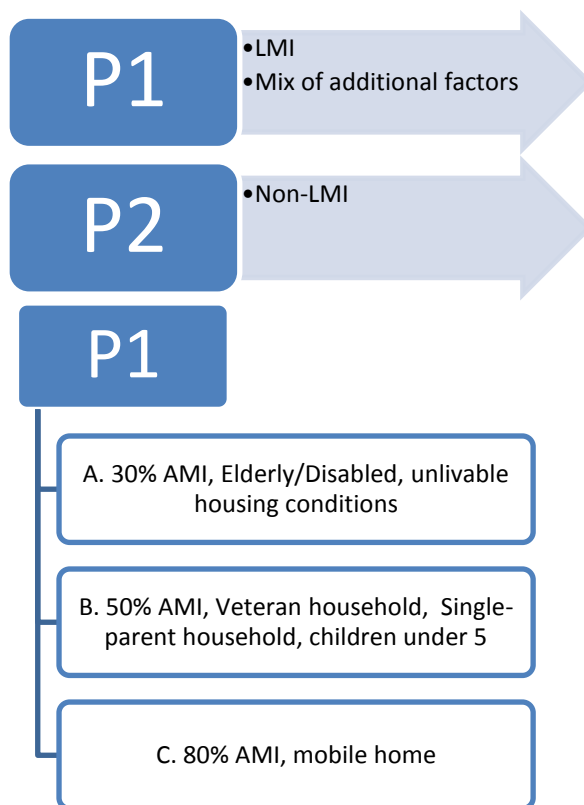 P1
•LMI
•Mix of additional factors
P2
•Non-LMI
P1
A. 30% AMI, Elderly/Disabled, unlivable
housing conditions
B. 50% AMI, Veteran household,  Single-
parent household, children under 5
C. 80% AMI, mobile home